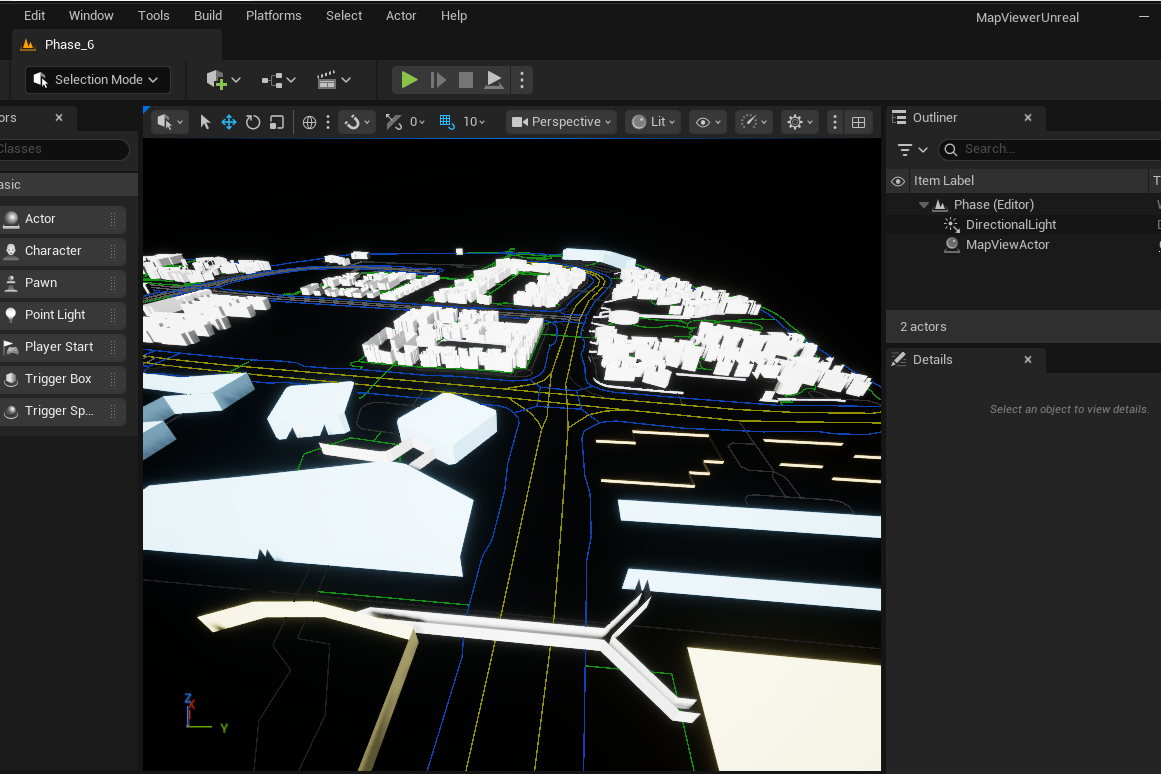 Edit Window Tools Build Platforms Select Actor Help MapViewerUnreal
Phase_6
Selection Mode
ors
0 10 Perspective Lit
Outliner
Classes
Search...
asic
Item Label T
Actor
Phase (Editor)
DirectionalLight
Character
MapViewActor
Pawn
Point Light
2 actors
Player Start
Details
Trigger Box
Trigger Sp...
Select an object to view details.
Z
X
Y